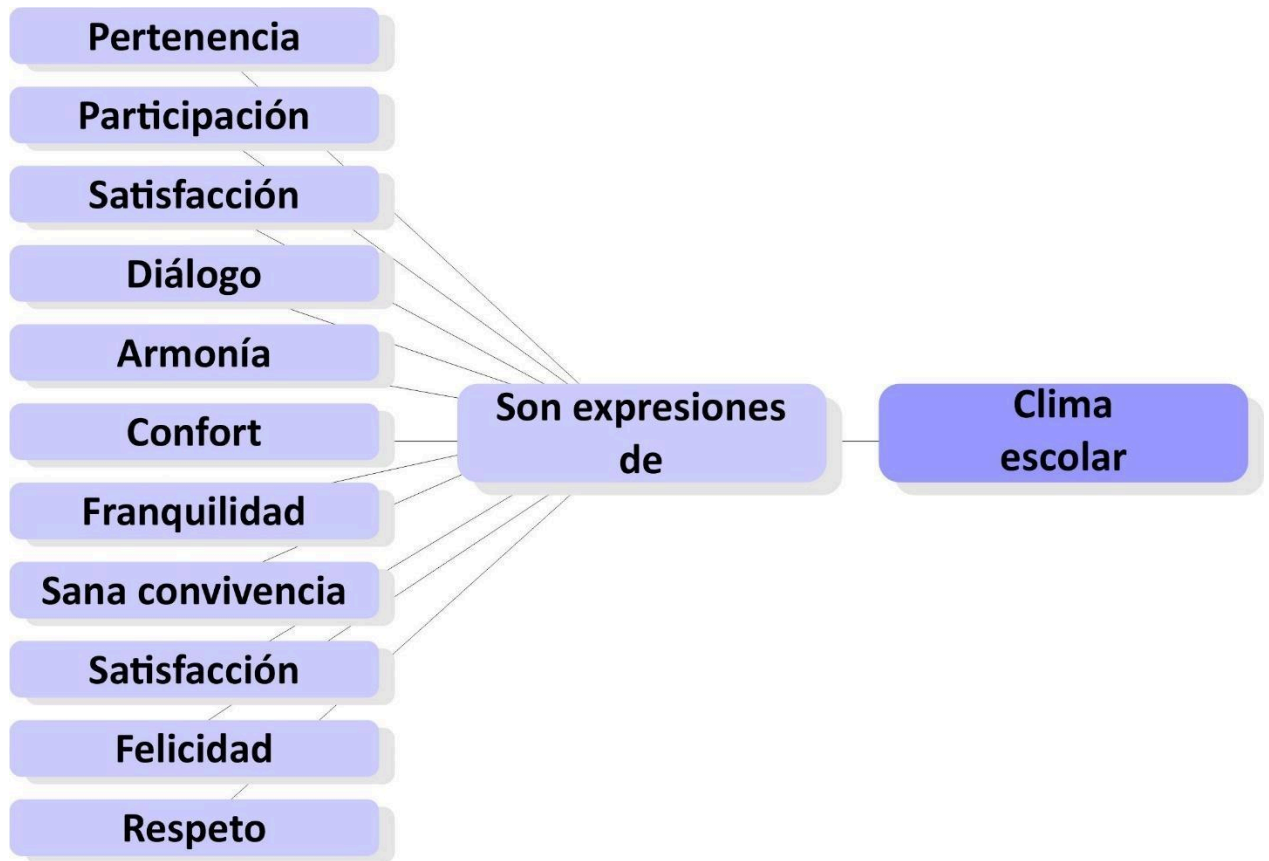 Pertenencia
Participación
Satisfacción
Diálogo
Armonía
Confort
Franquilidad
Sana convivencia
Satisfacción
Felicidad
Respeto
Son expresiones
de
Clima
escolar